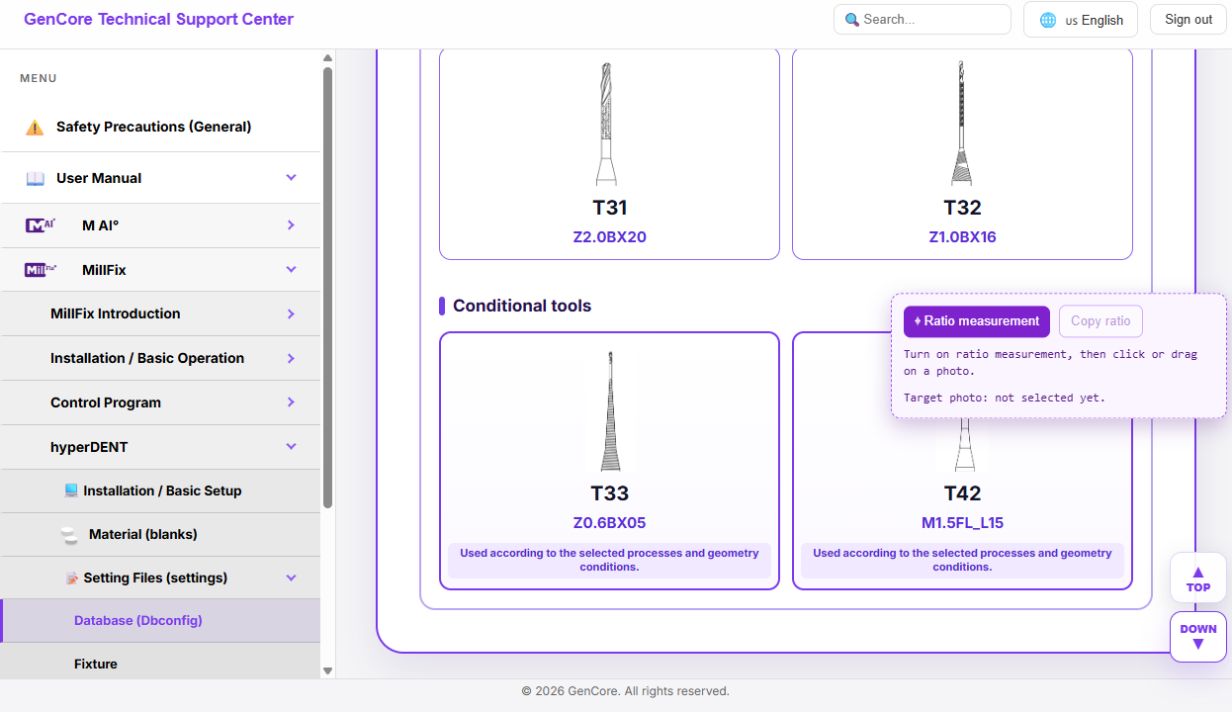 GenCore Technical Support Center
Search...
us English
Sign out
MENU
Safety Precautions (General)
User Manual
M AI°
MillFix
MillFix Introduction
Installation / Basic Operation
Control Program
hyperDENT
Installation / Basic Setup
Material (blanks)
Setting Files (settings)
Database (Dbconfig)
Fixture
T31
Z2.0BX20
T32
Z1.0BX16
Conditional tools
T33
Z0.6BX05
Used according to the selected processes and geometry
conditions.
T42
M1.5FL_L15
Used according to the selected processes and geometry
conditions.
Ratio measurement
Copy ratio
Turn on ratio measurement, then click or drag
on a photo.
Target photo: not selected yet.
TOP
DOWN
© 2026 GenCore. All rights reserved.